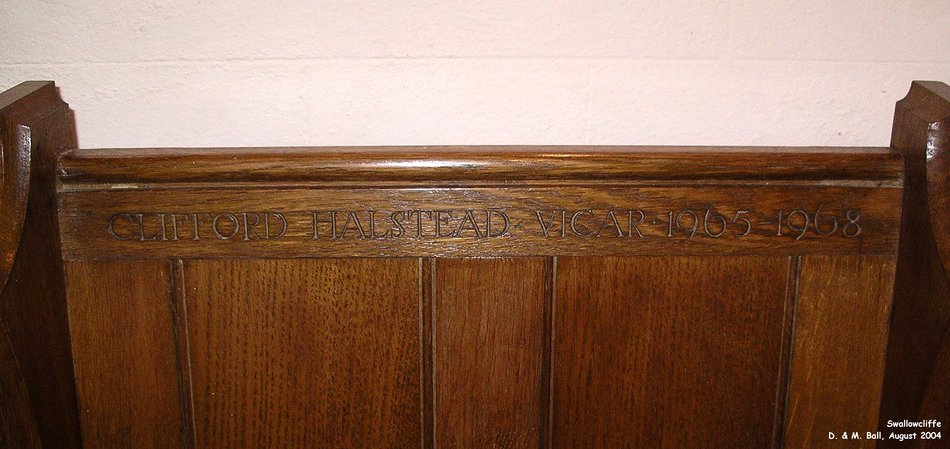 CLIFFORD HALSTEAD · VICAR · 1965-1968
Swallowcliffe
D. & M. Ball, August 2004